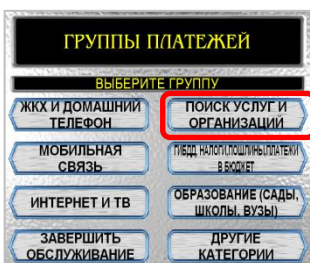 ГРУППЫ ПЛАТЕЖЕЙ
ВЫБЕРИТЕ ГРУППУ
ЖКХ И ДОМАШНИЙ
ТЕЛЕФОН
ПОИСК УСЛУГ И
ОРГАНИЗАЦИЙ
МОБИЛЬНАЯ
СВЯЗЬ
ГИБДД, НАЛОГИ,ПОШЛИНЫ,ПЛАТЕЖИ
В БЮДЖЕТ
ИНТЕРНЕТ И ТВ
ОБРАЗОВАНИЕ (САДЫ,
ШКОЛЫ, ВУЗЫ)
ЗАВЕРШИТЬ
ОБСЛУЖИВАНИЕ
ДРУГИЕ
КАТЕГОРИИ